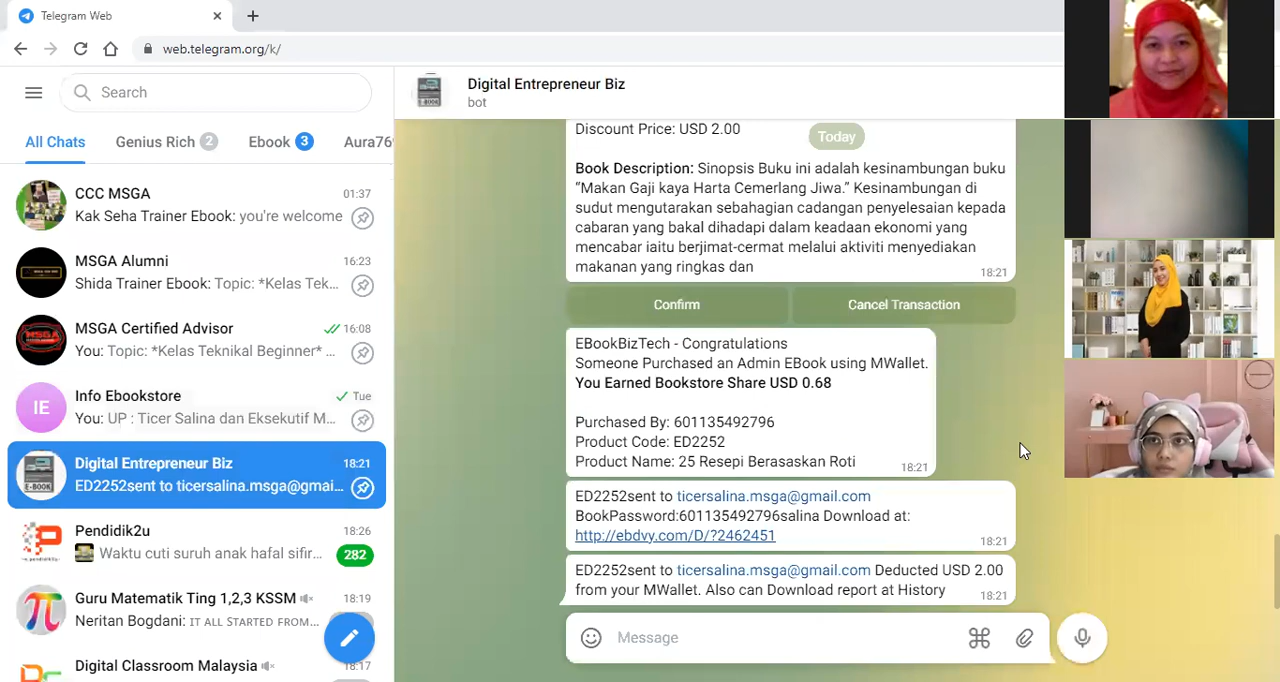 Telegram Web
web.telegram.org/k/
Search
All Chats
Genius Rich 2
Ebook 3
CCC MSGA 01:37
Kak Seha Trainer Ebook: you're welcome
MSGA Alumni 16:23
Shida Trainer Ebook: Topic: *Kelas Tek...
MSGA Certified Advisor 16:08
You: Topic: *Kelas Teknikal Beginner* ...
Info Ebookstore Tue
IE
You: UP : Ticer Salina dan Eksekutif M...
Digital Entrepreneur Biz 18:21
ED2252sent to ticersalina.msga@gmai...
Pendidik2u 18:26
Waktu cuti suruh anak hafal sifir... 282
Guru Matematik Ting 1,2,3 KSSM 18:19
Neritan Bogdani: IT ALL STARTED FROM...
Digital Classroom Malaysia 18:17
Digital Entrepreneur Biz
bot
Discount Price: USD 2.00
Today
Book Description: Sinopsis Buku ini adalah kesinambungan buku
“Makan Gaji kaya Harta Cemerlang Jiwa.” Kesinambungan di
sudut mengutarakan sebahagian cadangan penyelesaian kepada
cabaran yang bakal dihadapi dalam keadaan ekonomi yang
mencabar iaitu berjimat-cermat melalui aktiviti menyediakan
makanan yang ringkas dan
18:21
Confirm
Cancel Transaction
EBookBizTech - Congratulations
Someone Purchased an Admin EBook using MWallet.
You Earned Bookstore Share USD 0.68
Purchased By: 601135492796
Product Code: ED2252
Product Name: 25 Resepi Berasaskan Roti 18:21
ED2252sent to ticersalina.msga@gmail.com
BookPassword:601135492796salina Download at:
http://ebdvy.com/D/?2462451 18:21
ED2252sent to ticersalina.msga@gmail.com Deducted USD 2.00
from your MWallet. Also can Download report at History 18:21
Message